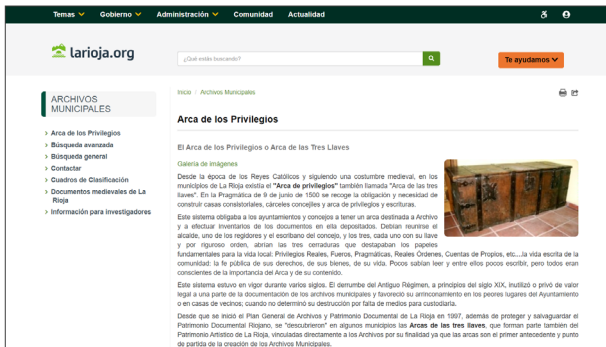 Temas Gobierno Administración Comunidad Actualidad
larioja.org
¿Qué estás buscando?
Te ayudamos
ARCHIVOS
MUNICIPALES
> Arca de los Privilegios
> Búsqueda avanzada
> Búsqueda general
> Contactar
> Cuadros de Clasificación
> Documentos medievales de La
Rioja
> Información para investigadores
Inicio / Archivos Municipales
Arca de los Privilegios
El Arca de los Privilegios o Arca de las Tres Llaves
Galería de imágenes
Desde la época de los Reyes Católicos y siguiendo una costumbre medieval, en los
municipios de La Rioja existía el "Arca de privilegios" también llamada "Arca de las tres
llaves". En la Pragmática de 9 de junio de 1500 se recoge la obligación y necesidad de
construir casas consistoriales, cárceles concejiles y arca de privilegios y escrituras.
Este sistema obligaba a los ayuntamientos y concejos a tener un arca destinada a Archivo
y a efectuar inventarios de los documentos en ella depositados. Debían reunirse el
alcalde, uno de los regidores y el escribano del concejo, y los tres, cada uno con su llave
y por riguroso orden, abrían las tres cerraduras que destapaban los papeles
fundamentales para la vida local: Privilegios Reales, Fueros, Pragmáticas, Reales Órdenes, Cuentas de Propios, etc....la vida escrita de la
comunidad: la fe pública de sus derechos, de sus bienes, de su vida. Pocos sabían leer y entre ellos pocos escribir, pero todos eran
conscientes de la importancia del Arca y de su contenido.
Este sistema estuvo en vigor durante varios siglos. El derrumbe del Antiguo Régimen, a principios del siglo XIX, inutilizó o privó de valor
legal a una parte de la documentación de los archivos municipales y favoreció su arrinconamiento en los peores lugares del Ayuntamiento
o en casas de vecinos; cuando no determinó su destrucción por falta de medios para custodiarla.
Desde que se inició el Plan General de Archivos y Patrimonio Documental de La Rioja en 1997, además de proteger y salvaguardar el
Patrimonio Documental Riojano, se "descubrieron" en algunos municipios las Arcas de las tres llaves, que forman parte también del
Patrimonio Artístico de La Rioja, vinculadas directamente a los Archivos por su finalidad ya que las arcas son el primer antecedente y punto
de partida de la creación de los Archivos Municipales.